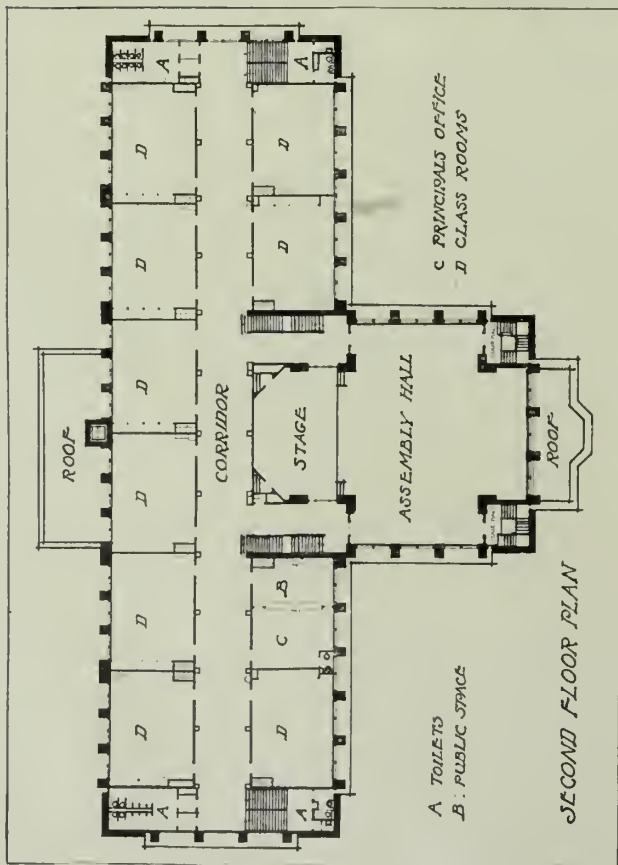 ROOF
A D D D D D D A
CORRIDOR
A D C B STAGE D D A
ASSEMBLY HALL
A TOILETS
B: PUBLIC SPACE
C PRINCIPALS OFFICE
D CLASS ROOMS
ROOF
SECOND FLOOR PLAN